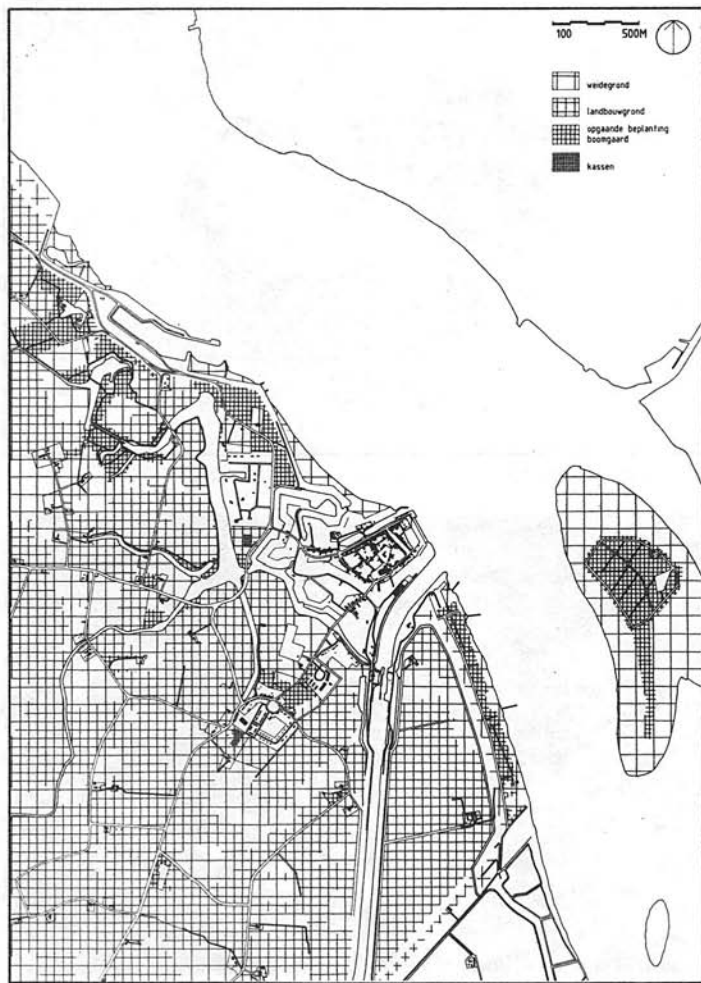 100 500M
weidegrond
landbouwgrond
opgaande beplanting
boomgaard
kassen